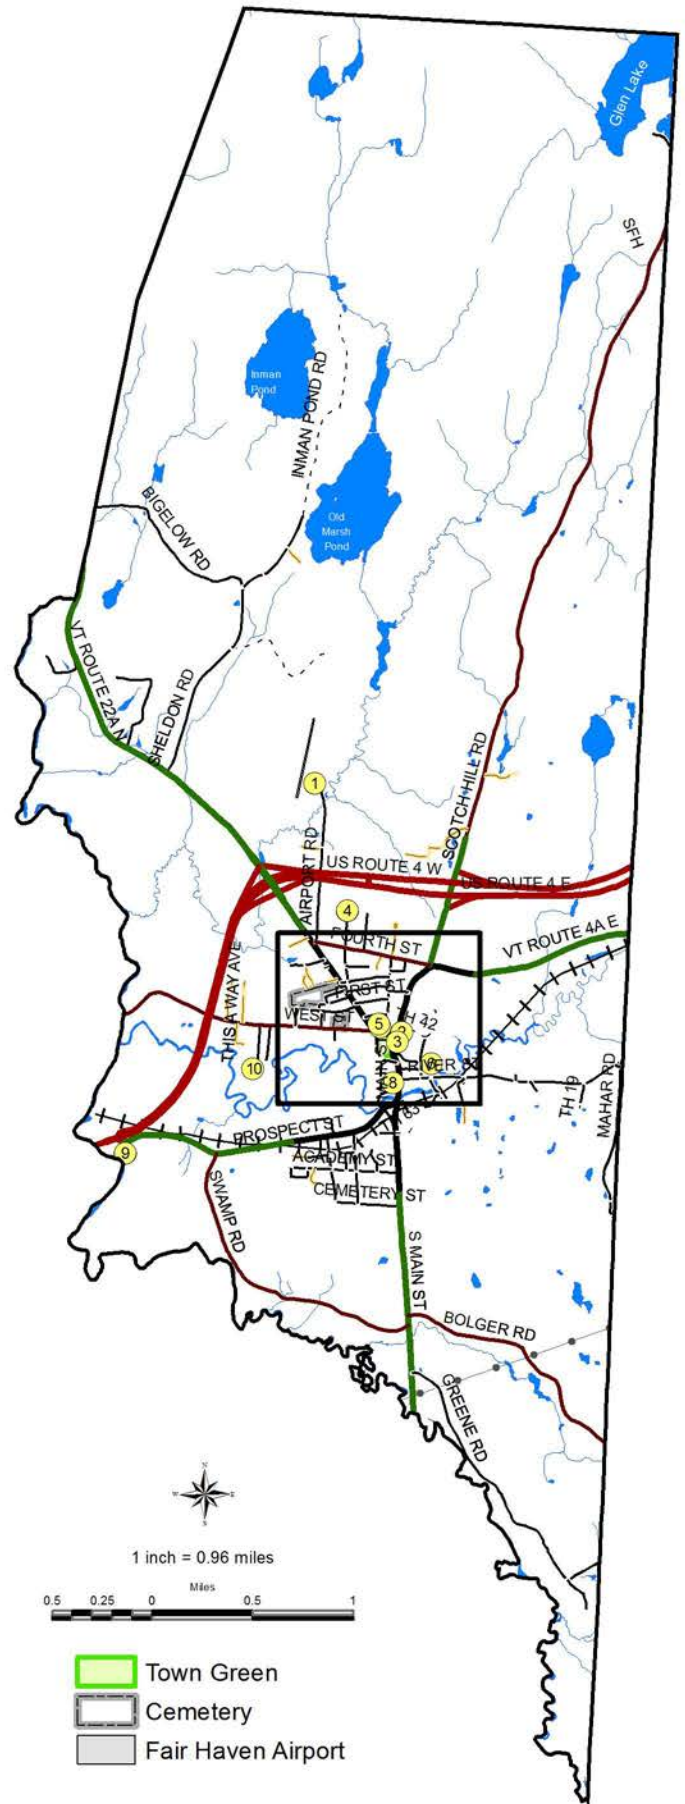 Glen Lake
SFH
Inman
Pond
INMAN POND RD
Old
Marsh
Pond
BIGELOW RD
VT ROUTE 22A N
SHELDON RD
SCOTCH HILL RD
1
AIRPORT RD
US ROUTE 4 W
US ROUTE 4 E
4
FOURTH ST
VT ROUTE 4A E
THIS A WAY AVE
FIRST ST
WEST ST
5
H 42
3
RIVER ST
10
8
TH 19
MAHAR RD
PROSPECT ST
9
ACADEMY ST
CEMETERY ST
SWAMP RD
S MAIN ST
BOLGER RD
GREENE RD
N
W
E
S
1 inch = 0.96 miles
Miles
0.5 0.25 0 0.5 1
Town Green
Cemetery
Fair Haven Airport